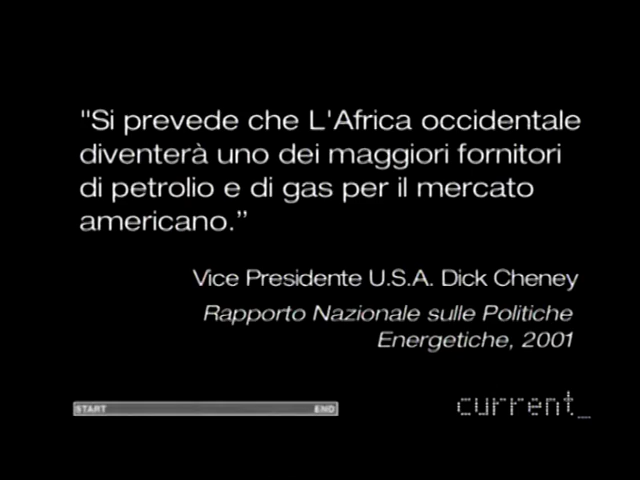 "Si prevede che L'Africa occidentale
diventerà uno dei maggiori fornitori
di petrolio e di gas per il mercato
americano.”
Vice Presidente U.S.A. Dick Cheney
Rapporto Nazionale sulle Politiche
Energetiche, 2001
START END
current_